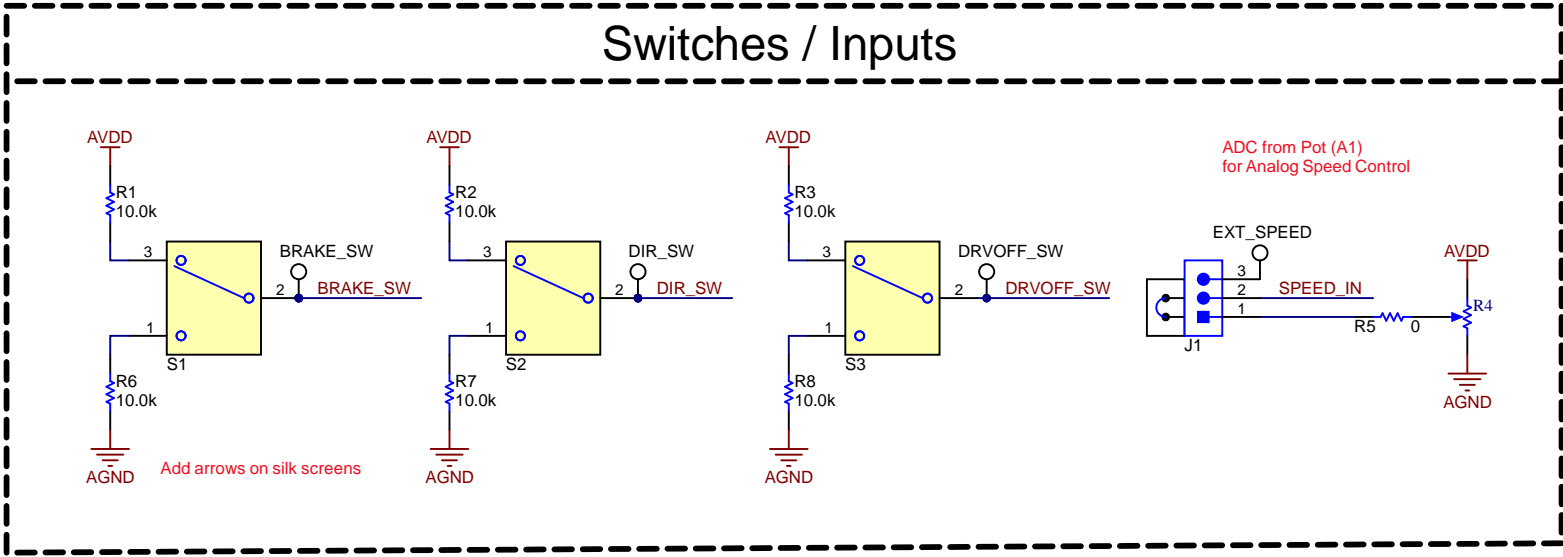 Switches / Inputs
AVDD
R1
10.0k
3
BRAKE_SW
2
BRAKE_SW
1
S1
R6
10.0k
AGND
Add arrows on silk screens
AVDD
R2
10.0k
3
DIR_SW
2
DIR_SW
1
S2
R7
10.0k
AGND
AVDD
R3
10.0k
3
DRVOFF_SW
2
DRVOFF_SW
1
S3
R8
10.0k
AGND
ADC from Pot (A1)
for Analog Speed Control
EXT_SPEED
3
2
SPEED_IN
1
J1
R5
0
AVDD
R4
AGND